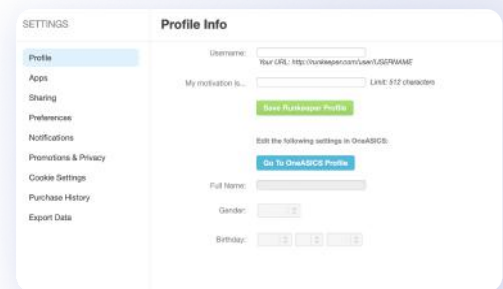 SETTINGS
Profile
Apps
Sharing
Preferences
Notifications
Promotions & Privacy
Cookie Settings
Purchase History
Export Data
Profile Info
Username:
Your URL: http://runkeeper.com/user/USERNAME
My motivation is...
Limit: 512 characters
Save Runkeeper Profile
Edit the following settings in OneASICS:
Go To OneASICS Profile
Full Name:
Gender:
Birthday: